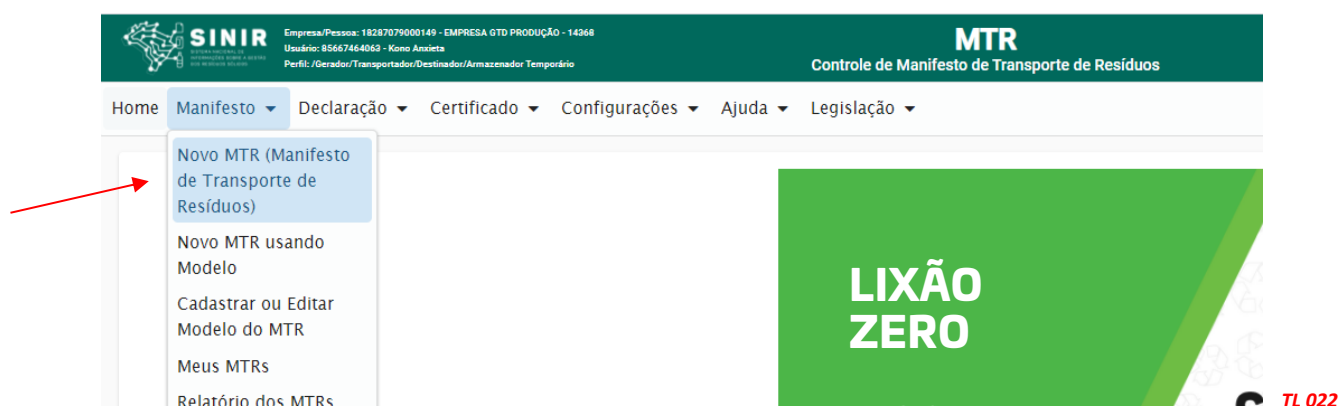 SINIR
Empresa/Pessoa: 18287079000149 - EMPRESA GTD PRODUÇÃO - 14368
Usuário: 85667464063 - Kono Anxieta
Perfil: /Gerador/Transportador/Destinador/Armazenador Temporário
MTR
Controle de Manifesto de Transporte de Resíduos
Home Manifesto Declaração Certificado Configurações Ajuda Legislação
Novo MTR (Manifesto
de Transporte de
Resíduos)
Novo MTR usando
Modelo
Cadastrar ou Editar
Modelo do MTR
Meus MTRs
Relatório dos MTRs
LIXÃO
ZERO
TL 022